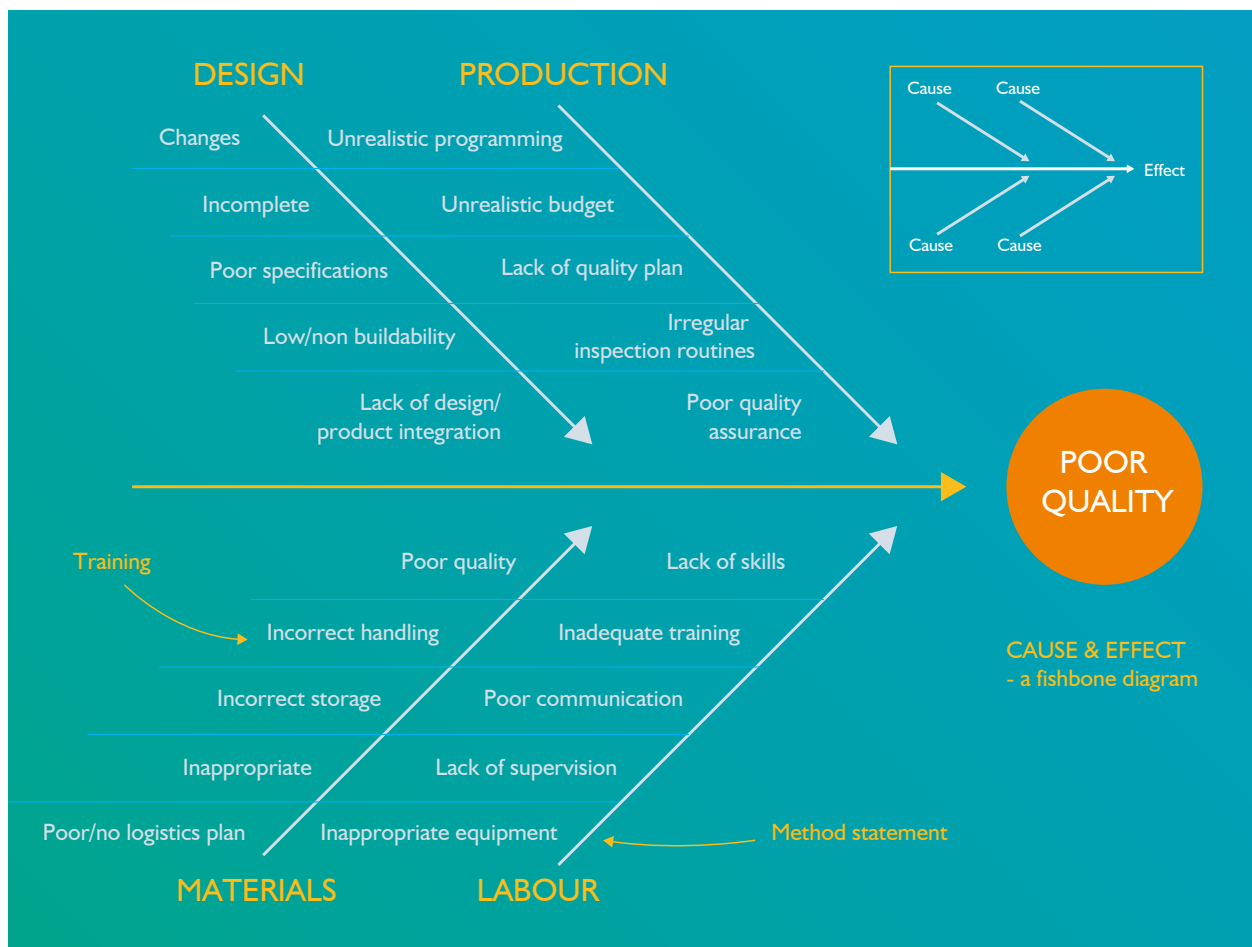 DESIGN
PRODUCTION
Changes
Unrealistic programming
Incomplete
Unrealistic budget
Poor specifications
Lack of quality plan
Low/non buildability
Irregular
inspection routines
Lack of design/
product integration
Poor quality
assurance
Cause
Cause
Effect
Cause
Cause
POOR
QUALITY
Training
Poor quality
Lack of skills
Incorrect handling
Inadequate training
Incorrect storage
Poor communication
Inappropriate
Lack of supervision
Poor/no logistics plan
Inappropriate equipment
Method statement
MATERIALS
LABOUR
CAUSE & EFFECT
- a fishbone diagram